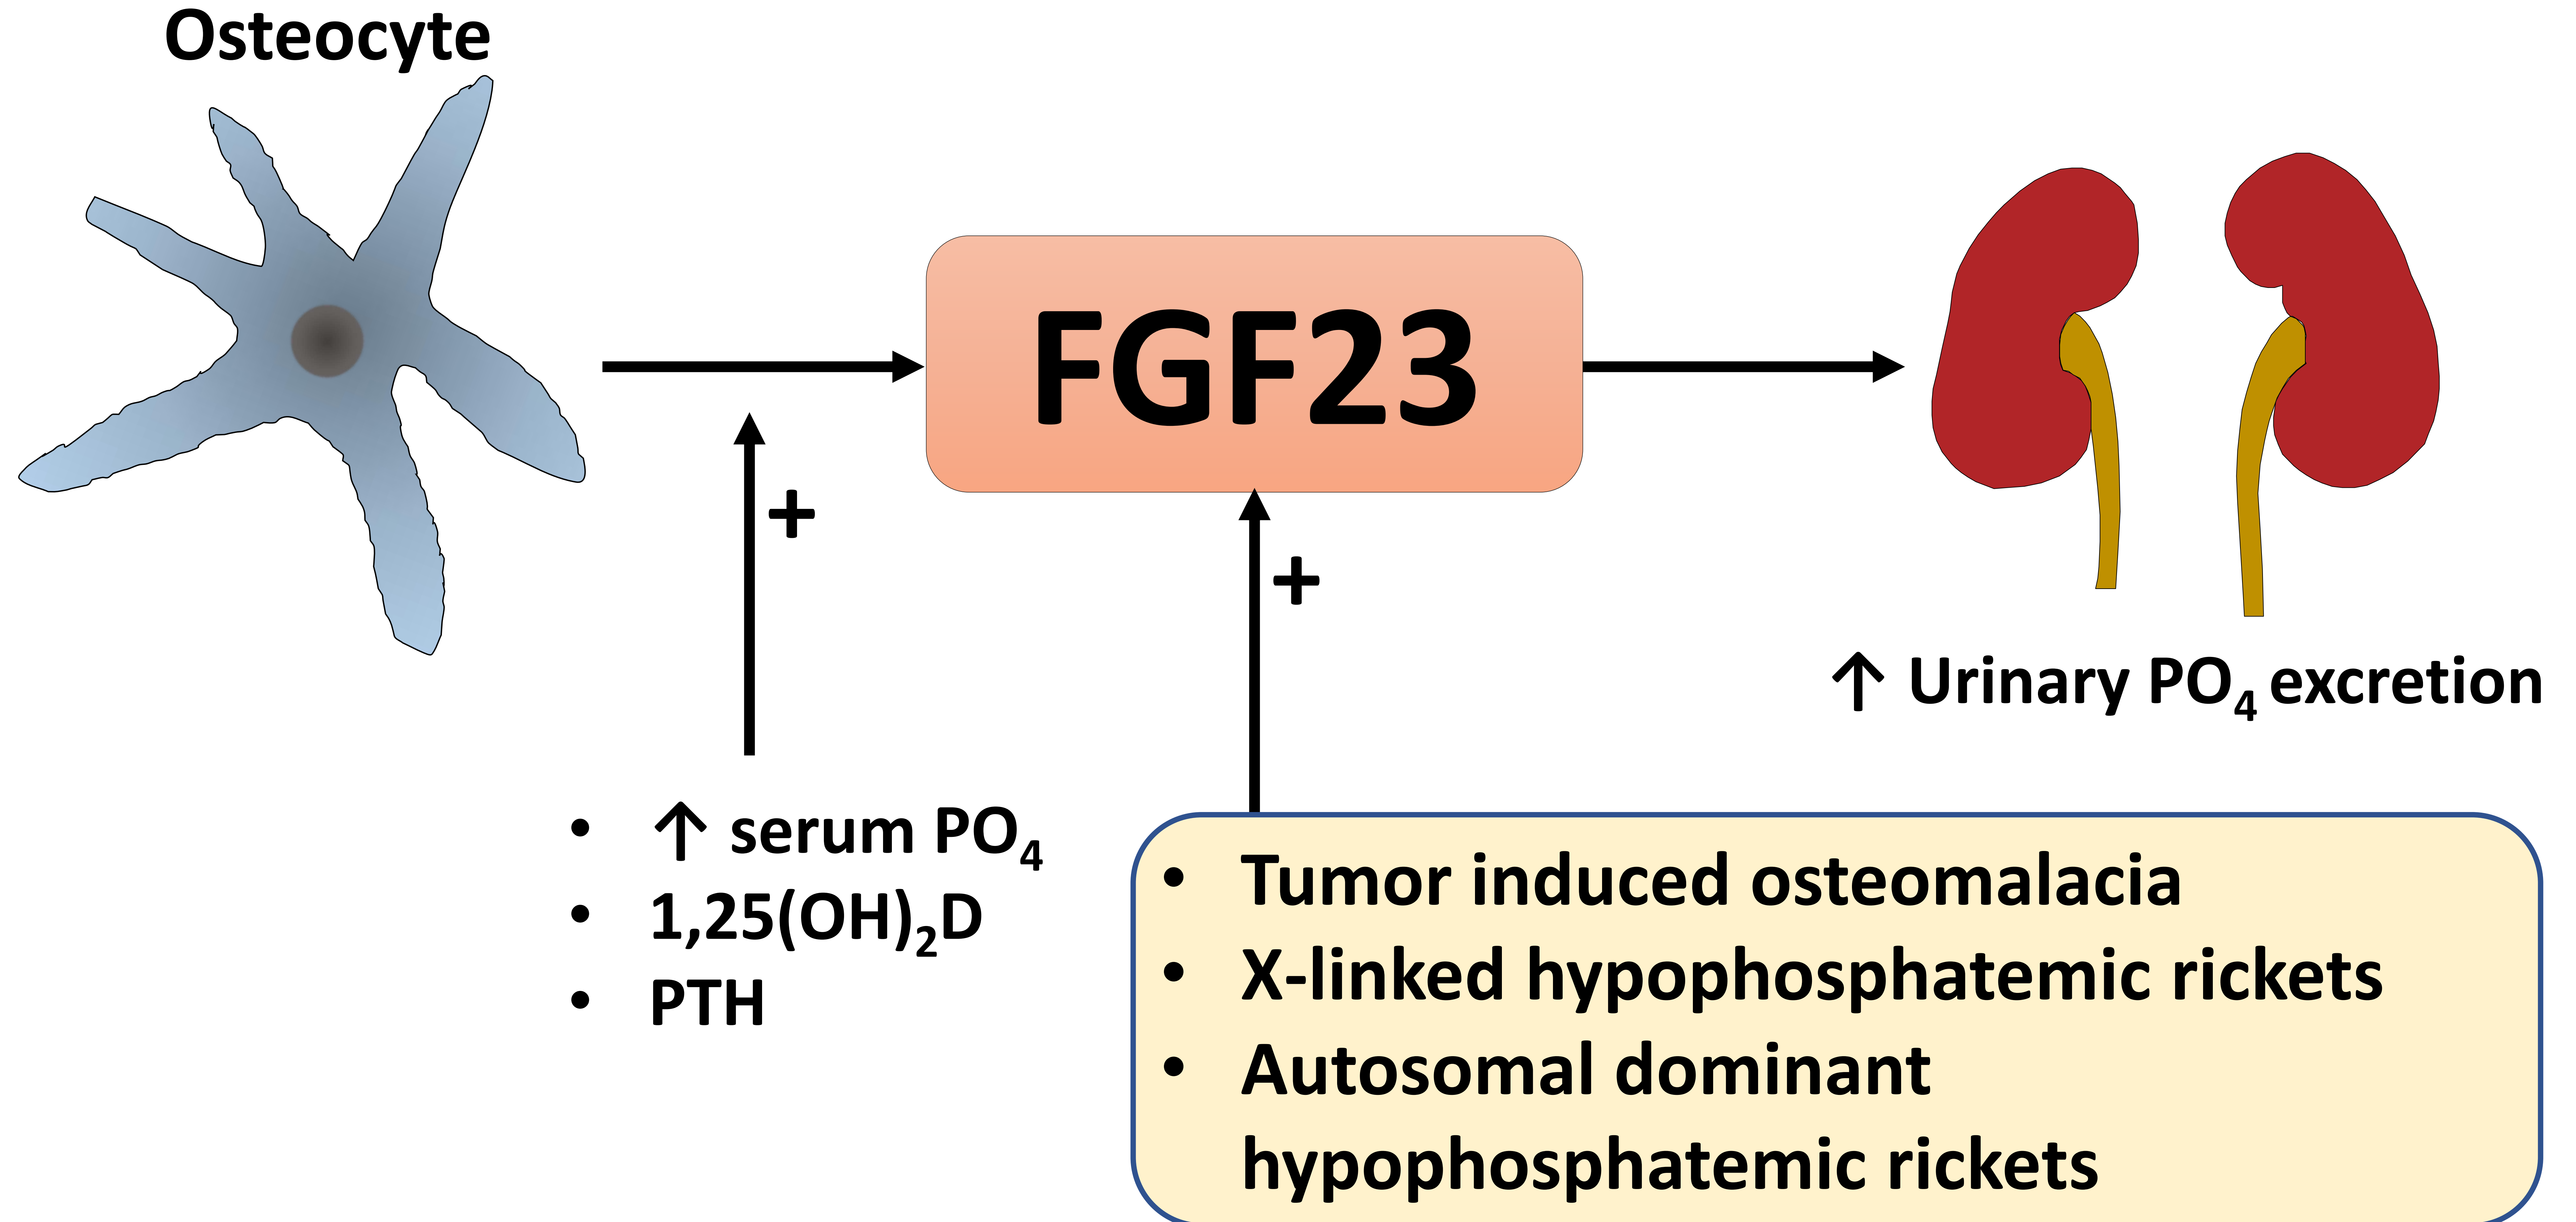 Osteocyte
FGF23
+
+
↑ Urinary PO₄ excretion
• ↑ serum PO₄
• 1,25(OH)₂D
• PTH
• Tumor induced osteomalacia
• X-linked hypophosphatemic rickets
• Autosomal dominant
hypophosphatemic rickets